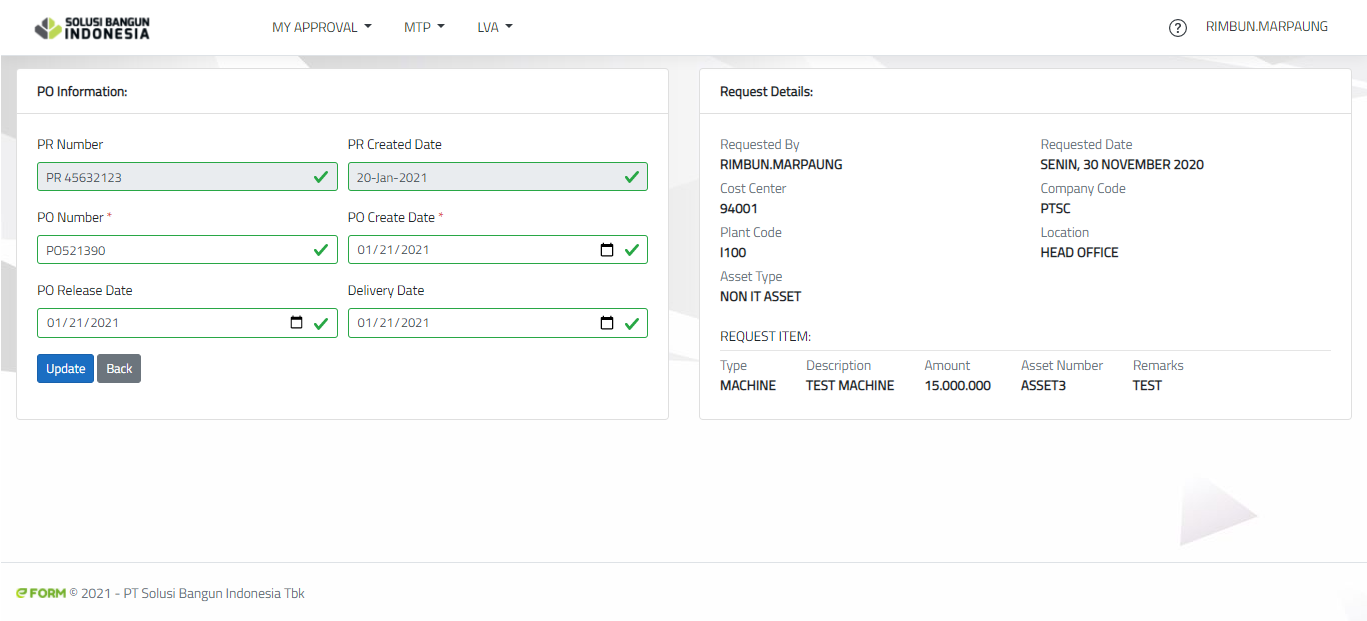 SOLUSI BANGUN
INDONESIA
MY APPROVAL
MTP
LVA
?
RIMBUN.MARPAUNG
PO Information:
PR Number
PR Created Date
PR 45632123
20-Jan-2021
PO Number *
PO Create Date *
PO521390
01/21/2021
PO Release Date
Delivery Date
01/21/2021
01/21/2021
Update
Back
Request Details:
Requested By
Requested Date
RIMBUN.MARPAUNG
SENIN, 30 NOVEMBER 2020
Cost Center
Company Code
94001
PTSC
Plant Code
Location
I100
HEAD OFFICE
Asset Type
NON IT ASSET
REQUEST ITEM:
Type Description Amount Asset Number Remarks
MACHINE TEST MACHINE 15.000.000 ASSET3 TEST
eFORM © 2021 - PT Solusi Bangun Indonesia Tbk